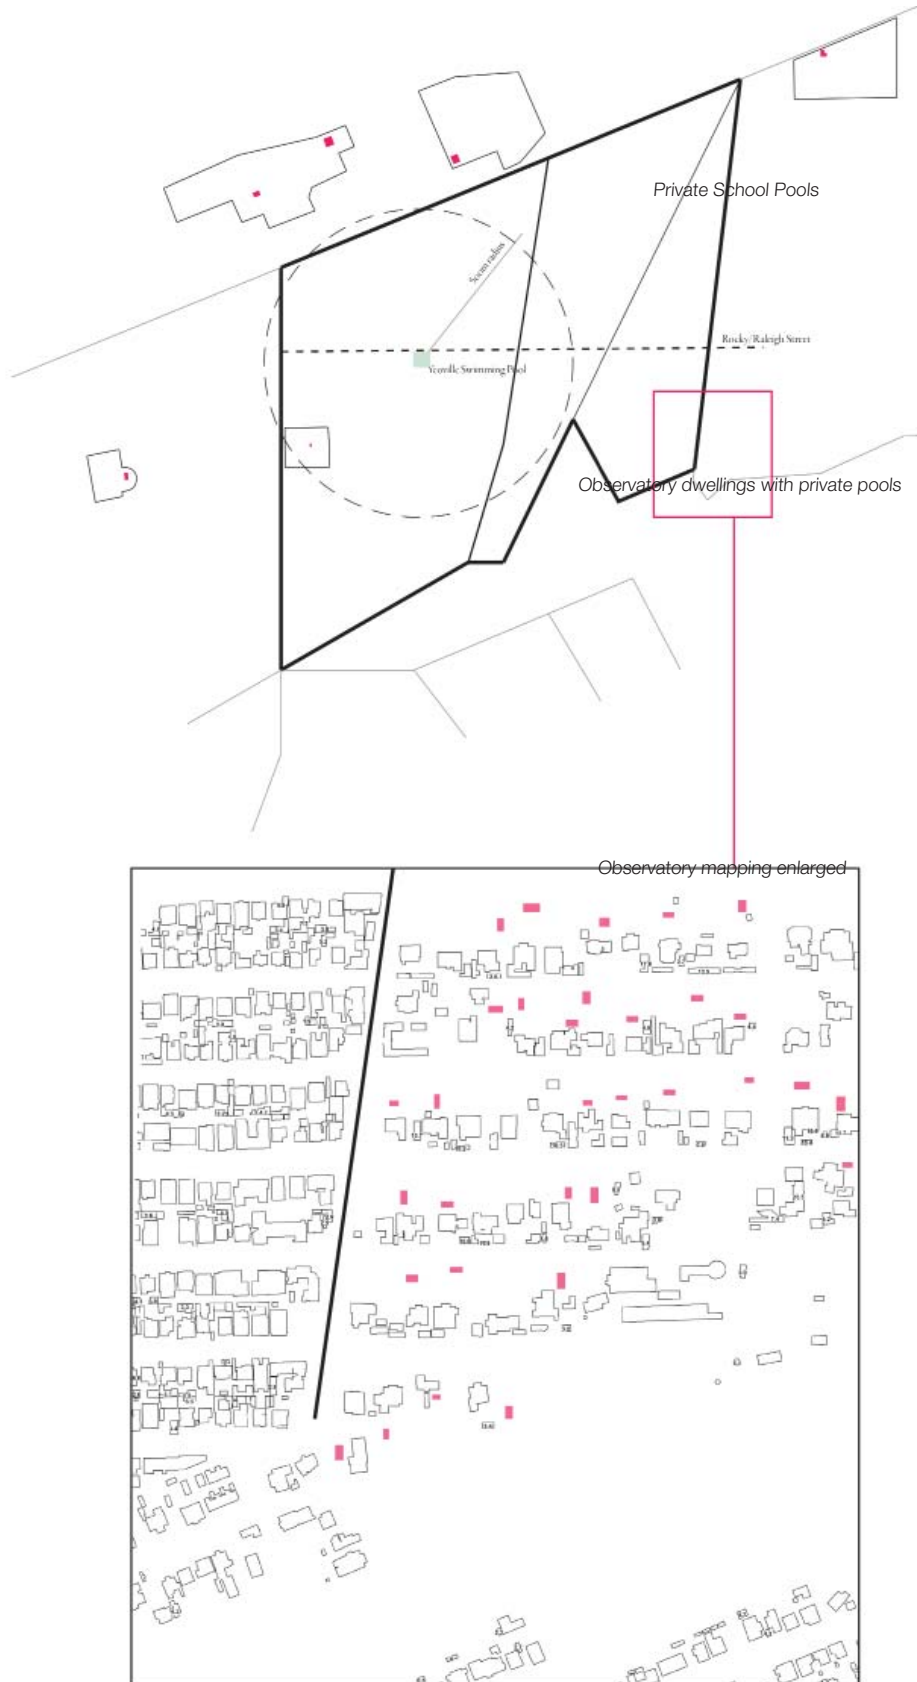 Private School Pools
500m radius
Rocky/Raleigh Street
Yeoville Swimming Pool
Observatory dwellings with private pools
Observatory mapping enlarged